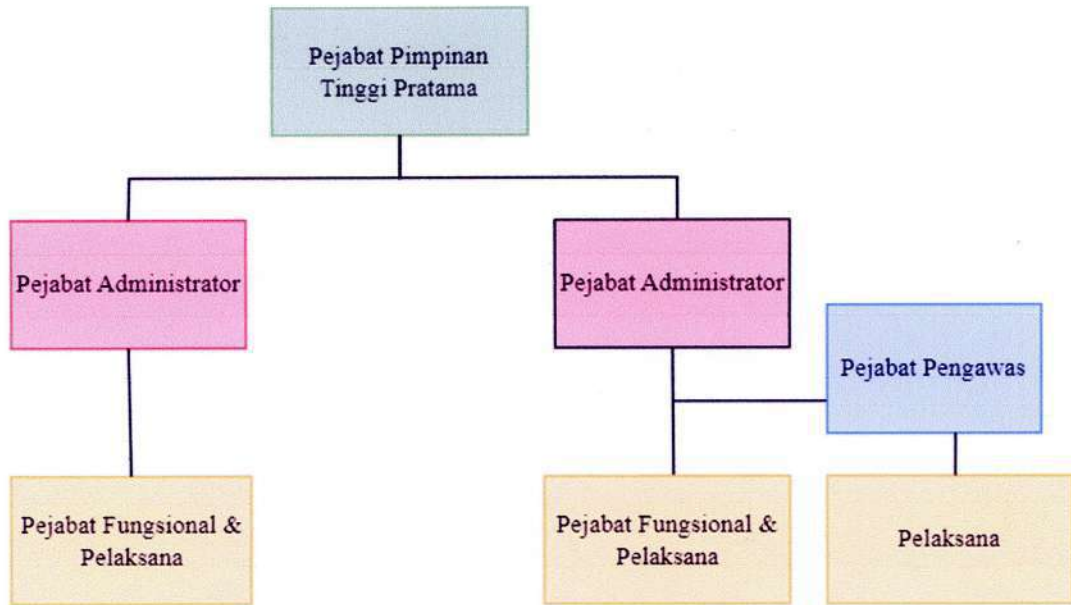 Pejabat Pimpinan
Tinggi Pratama
Pejabat Administrator
Pejabat Administrator
Pejabat Pengawas
Pejabat Fungsional &
Pelaksana
Pejabat Fungsional &
Pelaksana
Pelaksana